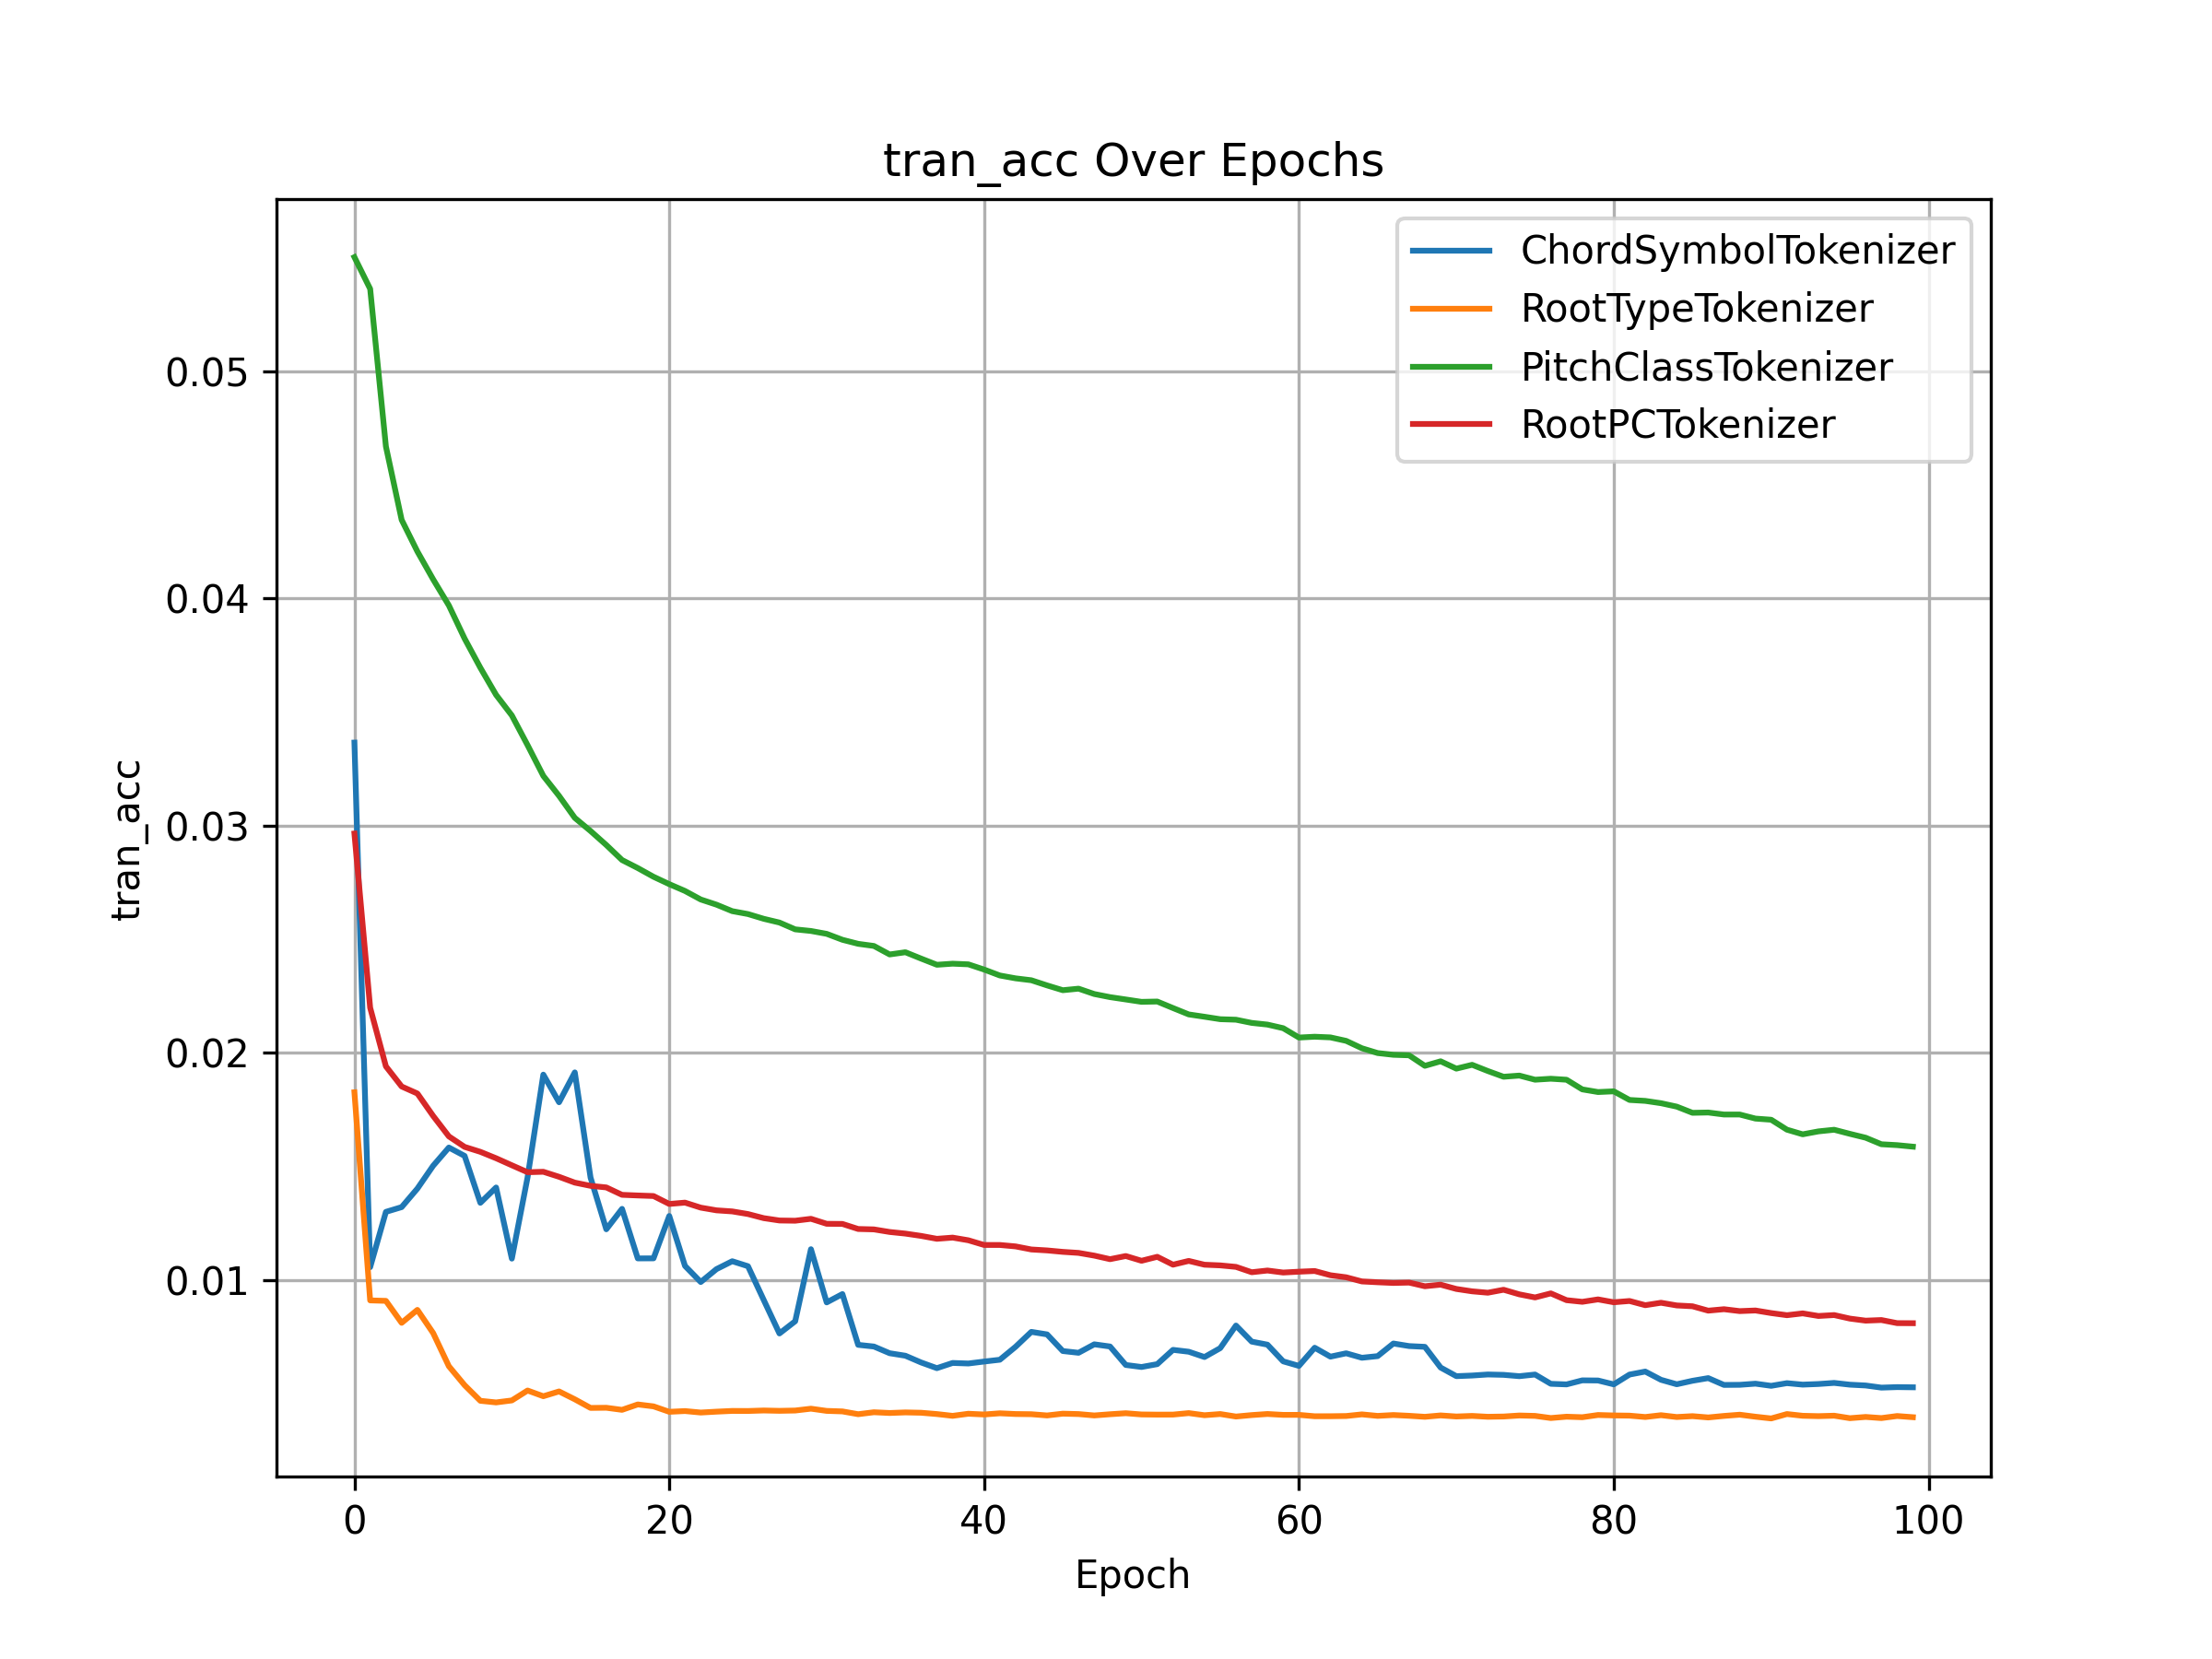 tran_acc Over Epochs
ChordSymbolTokenizer
RootTypeTokenizer
PitchClassTokenizer
RootPCTokenizer
tran_acc
0.05
0.04
0.03
0.02
0.01
0 20 40 60 80 100
Epoch